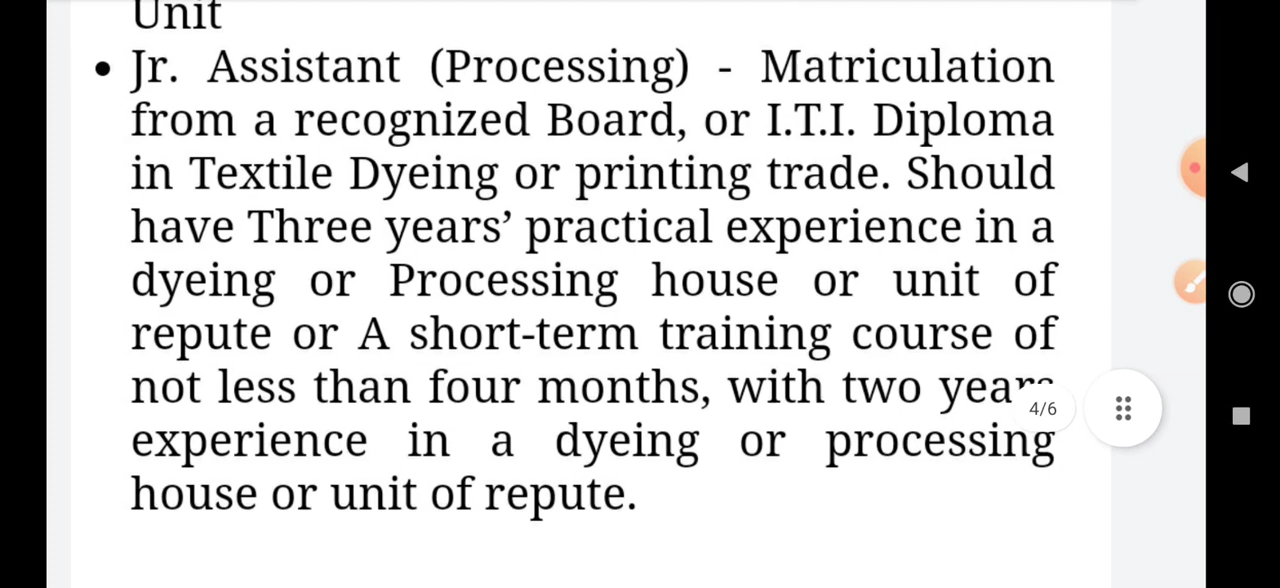 Unit
• Jr. Assistant (Processing) - Matriculation
from a recognized Board, or I.T.I. Diploma
in Textile Dyeing or printing trade. Should
have Three years’ practical experience in a
dyeing or Processing house or unit of
repute or A short-term training course of
not less than four months, with two years
4/6
experience in a dyeing or processing
house or unit of repute.